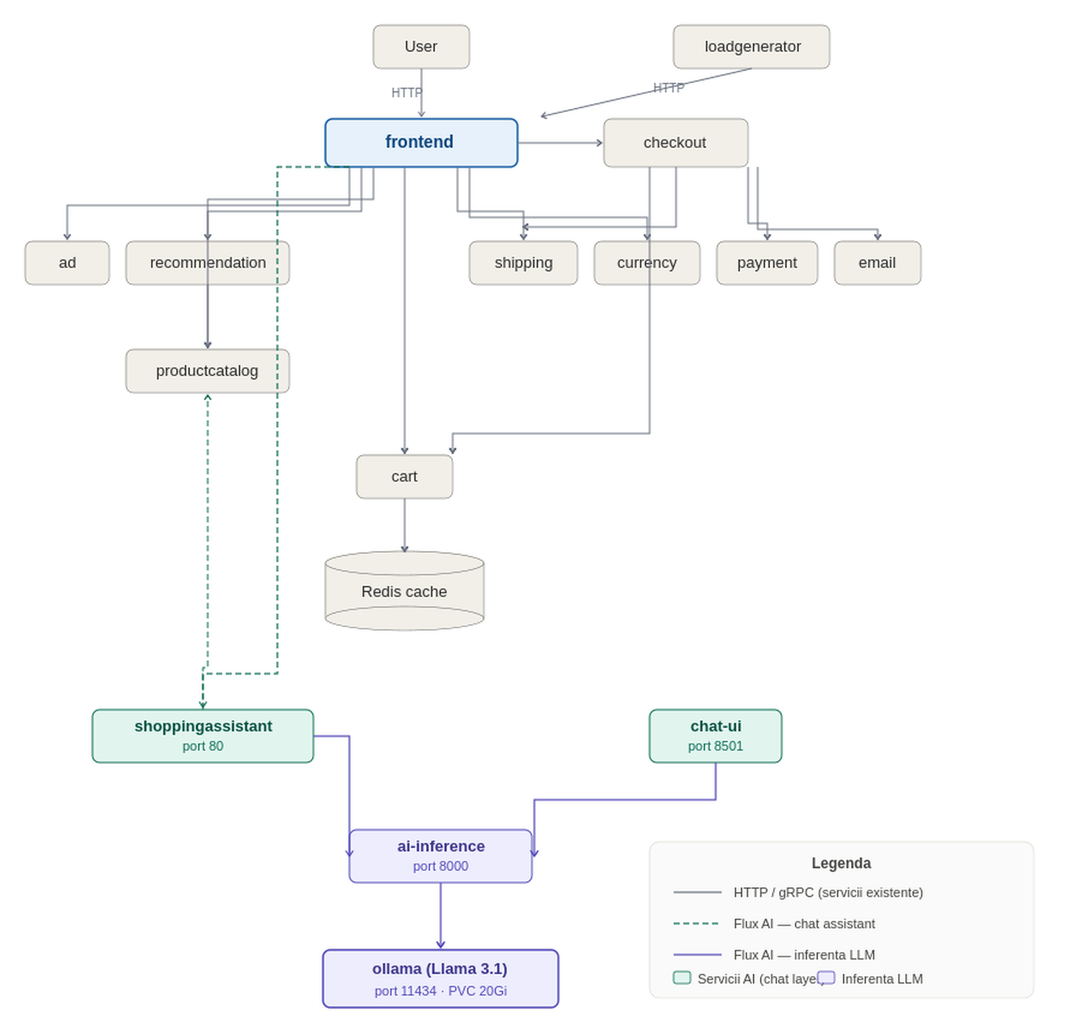 User
loadgenerator
HTTP
HTTP
frontend
checkout
ad
recommendation
shipping
currency
payment
email
productcatalog
cart
Redis cache
shoppingassistant
port 80
chat-ui
port 8501
ai-inference
port 8000
ollama (Llama 3.1)
port 11434 · PVC 20Gi
Legenda
HTTP / gRPC (servicii existente)
Flux AI — chat assistant
Flux AI — inferenta LLM
Servicii AI (chat
Inferenta LLM